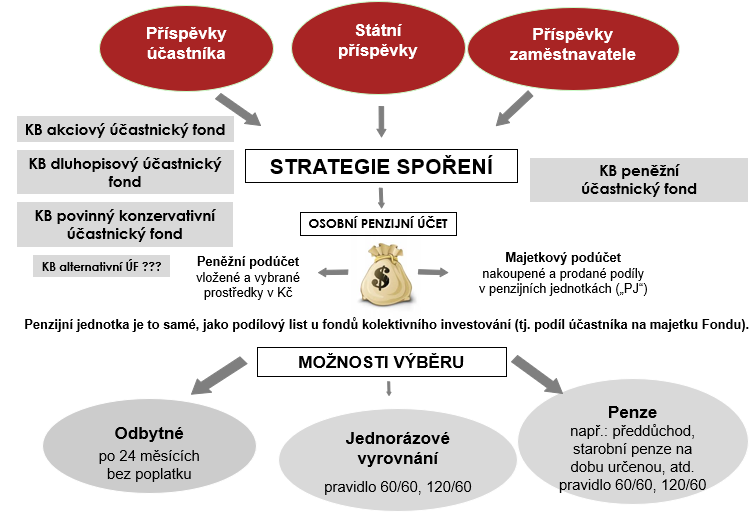 Příspěvky
účastníka
Státní
příspěvky
Příspěvky
zaměstnavatele
KB akciový účastnický fond
KB dluhopisový účastnický
fond
KB povinný konzervativní
účastnický fond
KB alternativní ÚF ???
STRATEGIE SPOŘENÍ
KB peněžní
účastnický fond
OSOBNÍ PENZIJNÍ ÚČET
Peněžní podúčet
vložené a vybrané
prostředky v Kč
$
Majetkový podúčet
nakoupené a prodané podíly
v penzijních jednotkách („PJ“)
Penzijní jednotka je to samé, jako podílový list u fondů kolektivního investování (tj. podíl účastníka na majetku Fondu).
MOŽNOSTI VÝBĚRU
Odbytné
po 24 měsících
bez poplatku
Jednorázové
vyrovnání
pravidlo 60/60, 120/60
Penze
např.: předdůchod,
starobní penze na
dobu určenou, atd.
pravidlo 60/60, 120/60